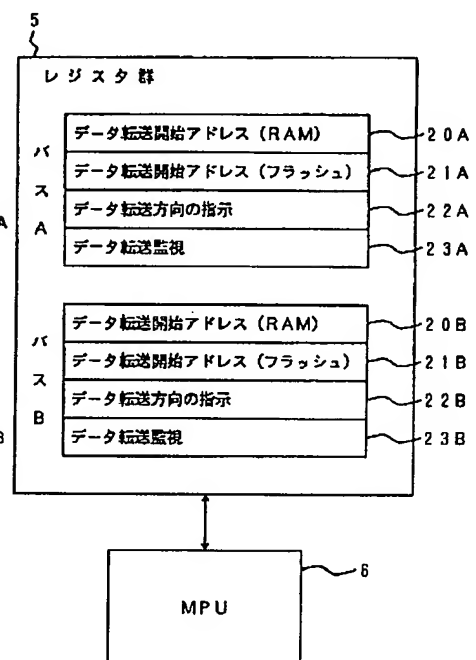 5
レジスタ群
バスA
データ転送開始アドレス(RAM)
20A
データ転送開始アドレス(フラッシュ)
21A
データ転送方向の指示
22A
データ転送監視
23A
A
バスB
データ転送開始アドレス(RAM)
20B
データ転送開始アドレス(フラッシュ)
21B
データ転送方向の指示
22B
データ転送監視
23B
MPU
6